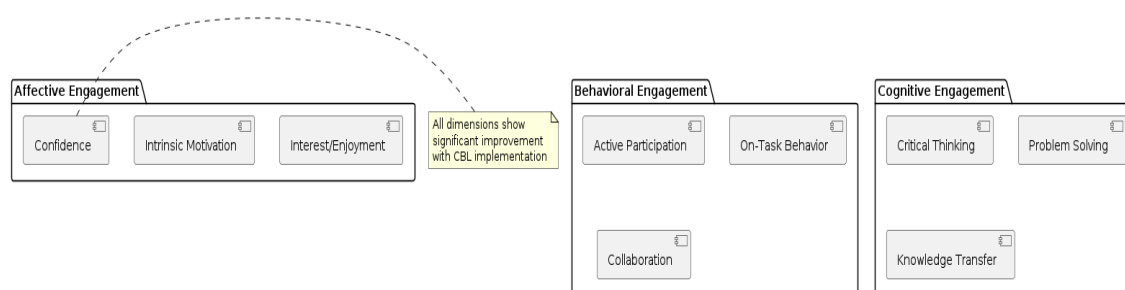 Affective Engagement
Confidence
Intrinsic Motivation
Interest/Enjoyment
All dimensions show
significant improvement
with CBL implementation
Behavioral Engagement
Active Participation
On-Task Behavior
Collaboration
Cognitive Engagement
Critical Thinking
Problem Solving
Knowledge Transfer